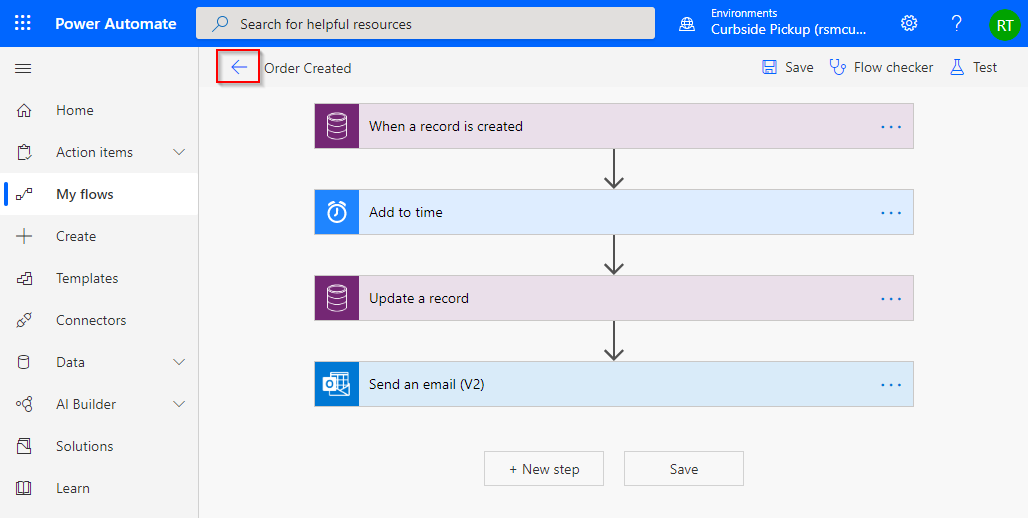 Power Automate
Search for helpful resources
Environments
Curbside Pickup (rsmcu...
?
RT
Order Created
Save
Flow checker
Test
Home
Action items
My flows
Create
Templates
Connectors
Data
AI Builder
Solutions
Learn
When a record is created
Add to time
Update a record
Send an email (V2)
+ New step
Save